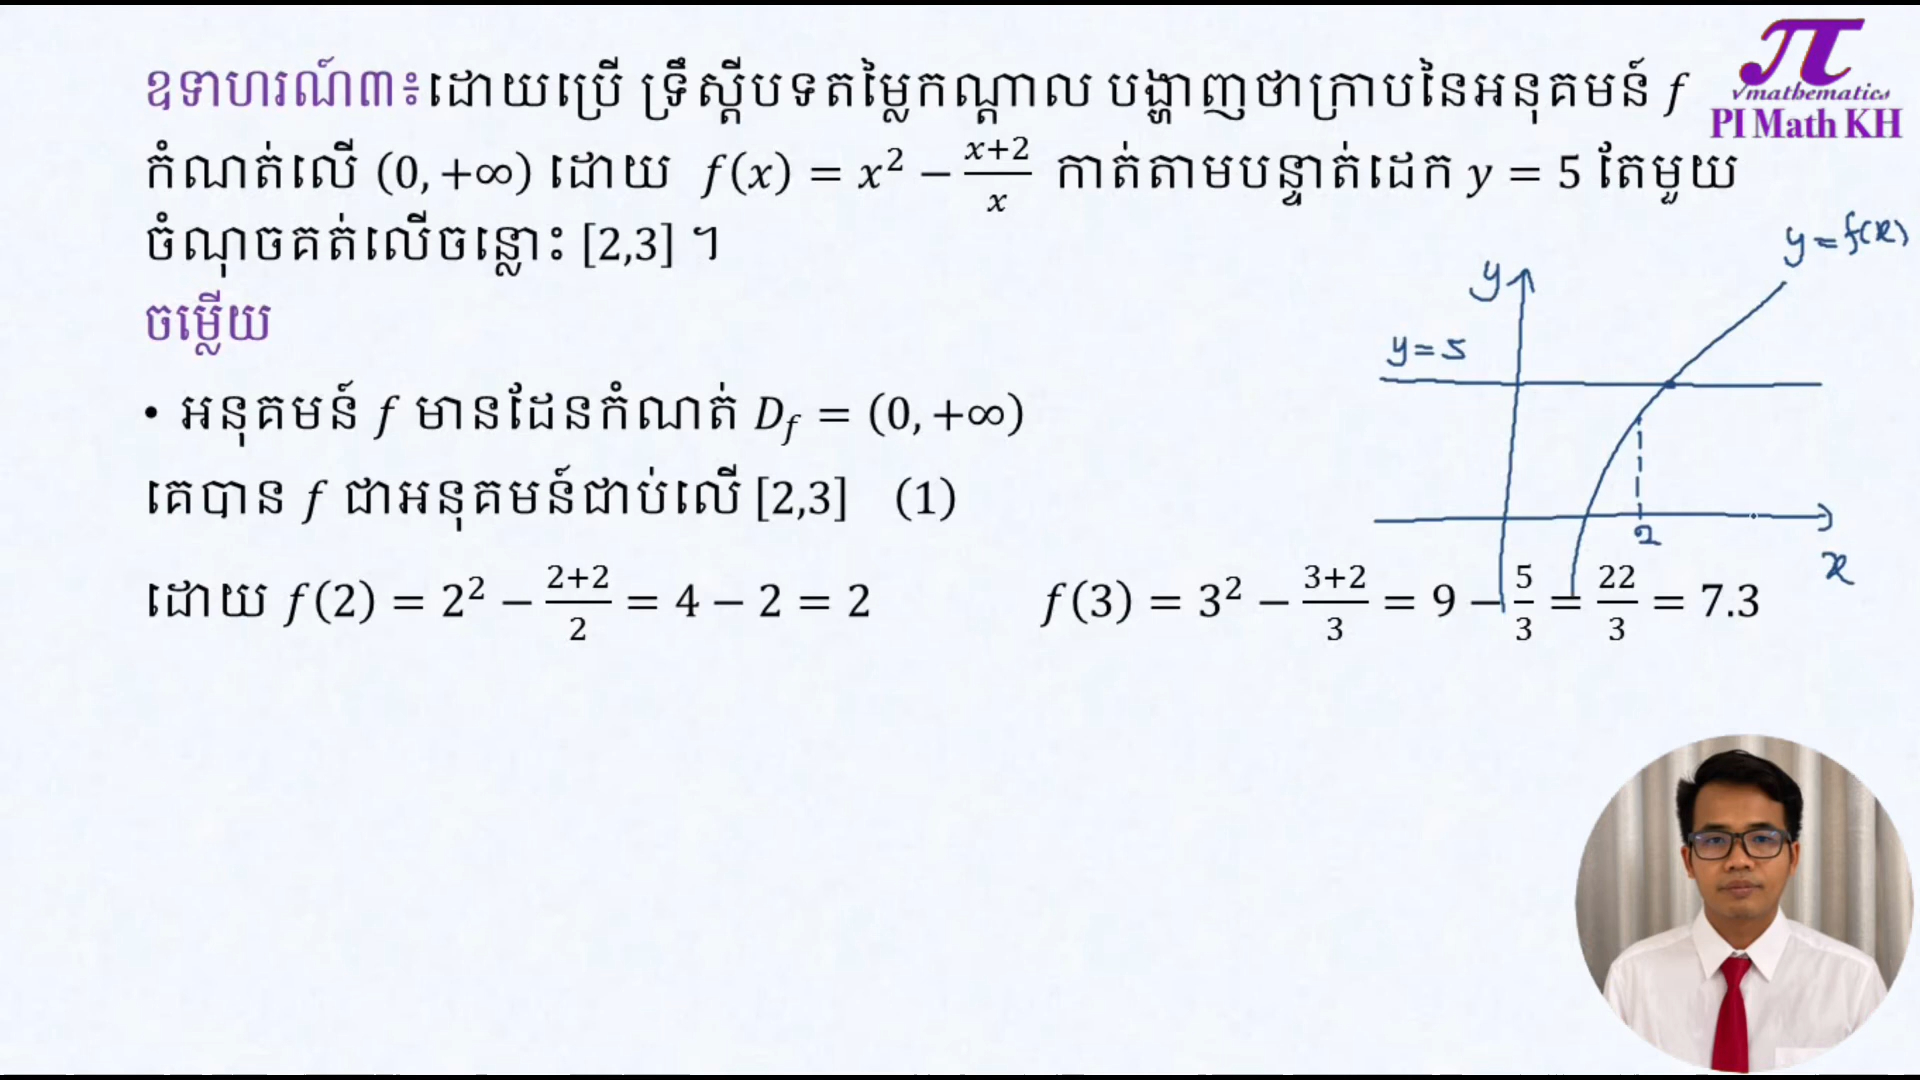 ឧទាហរណ៍៣៖ដោយប្រើ ទ្រឹស្តីបទតម្លៃកណ្តាល បង្ហាញថាក្រាបនៃអនុគមន៍ f
កំណត់លើ (0, +∞) ដោយ f(x) = x² − (x+2)/x កាត់តាមបន្ទាត់ដេក y = 5 តែមួយ
ចំណុចគត់លើចន្លោះ [2,3] ។
ចម្លើយ
• អនុគមន៍ f មានដែនកំណត់ D_f = (0, +∞)
គេបាន f ជាអនុគមន៍ជាប់លើ [2,3] (1)
ដោយ f(2) = 2² − (2+2)/2 = 4 − 2 = 2 f(3) = 3² − (3+2)/3 = 9 − 5/3 = 22/3 = 7.3
π
√mathematics
PI Math KH
y = f(x)
y
y = 5
2
x